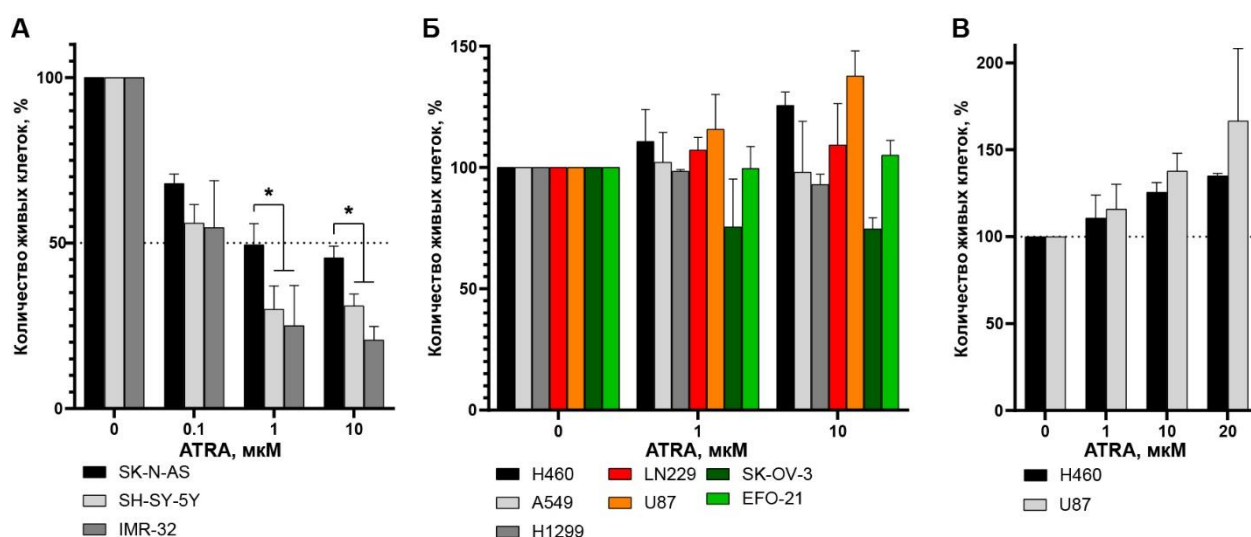 А
Количество живых клеток, %
100
50
0
*
*
0 0.1 1 10
ATRA, мкМ
SK-N-AS
SH-SY-5Y
IMR-32
Б
Количество живых клеток, %
150
100
50
0
0 1 10
ATRA, мкМ
H460
A549
H1299
LN229
U87
SK-OV-3
EFO-21
В
Количество живых клеток, %
200
150
100
50
0
0 1 10 20
ATRA, мкМ
H460
U87